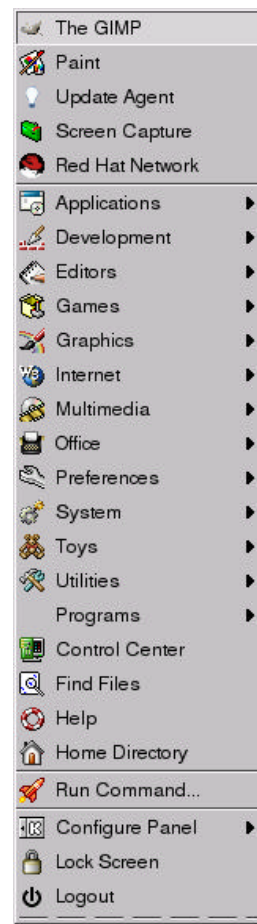 The GIMP
Paint
Update Agent
Screen Capture
Red Hat Network
Applications
Development
Editors
Games
Graphics
Internet
Multimedia
Office
Preferences
System
Toys
Utilities
Programs
Control Center
Find Files
Help
Home Directory
Run Command...
Configure Panel
Lock Screen
Logout